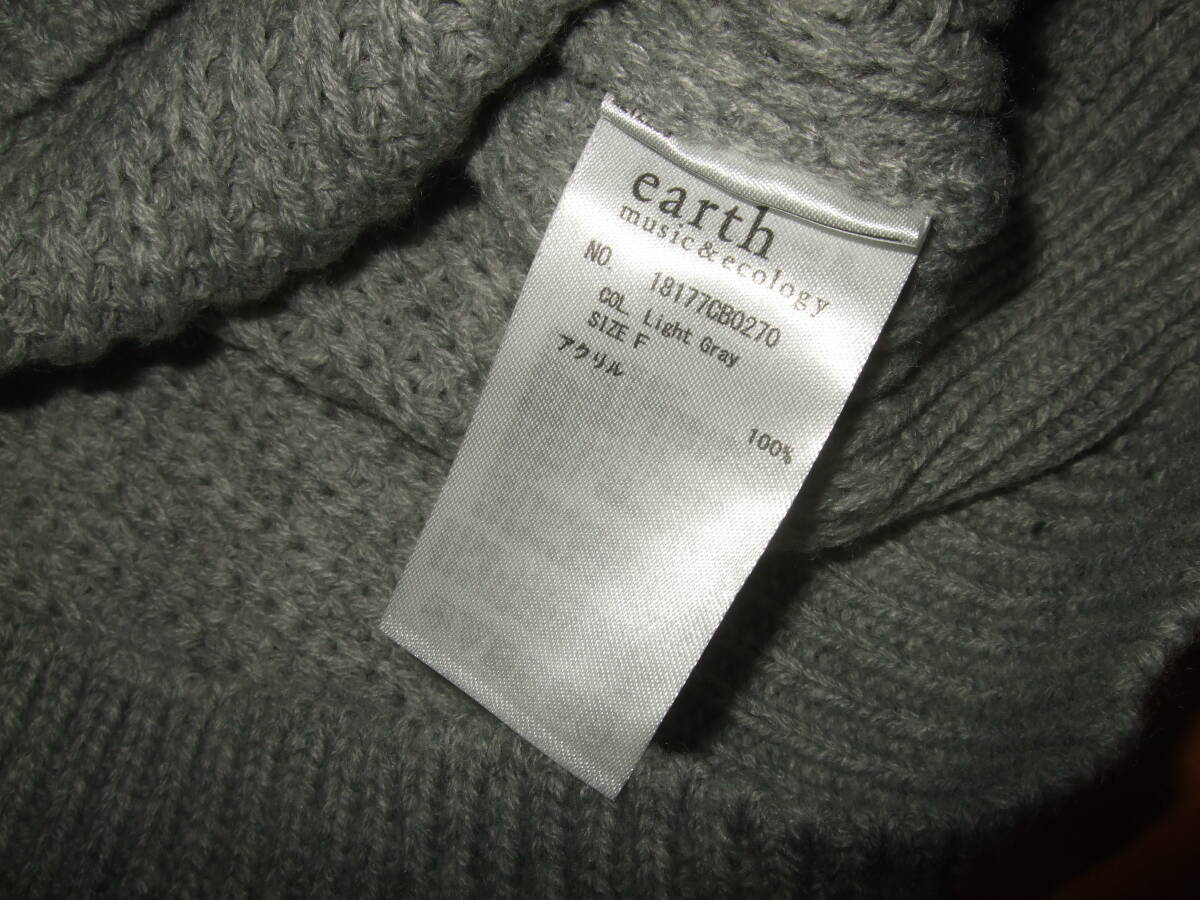 earth
music&ecology
NO. 18177CB0270
COL Light Gray
SIZE F
アクリル 100%